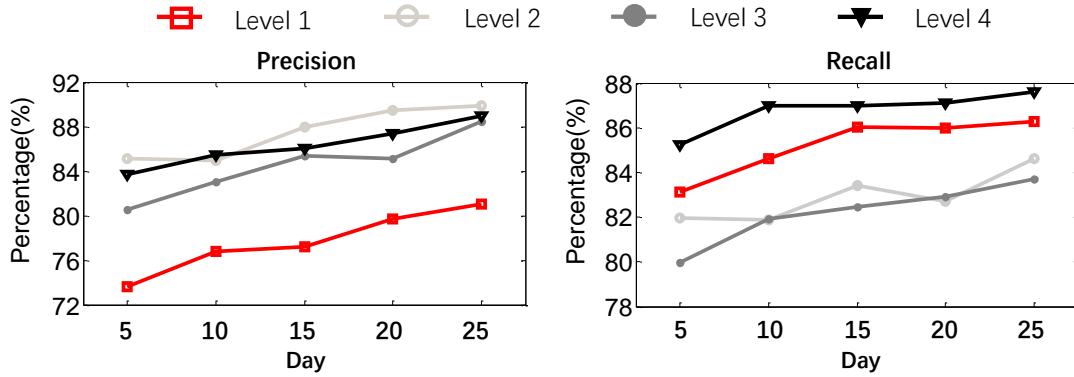 Level 1 Level 2 Level 3 Level 4
Precision
Percentage(%)
92
88
84
80
76
72
5 10 15 20 25
Day
Recall
Percentage(%)
88
86
84
82
80
78
5 10 15 20 25
Day